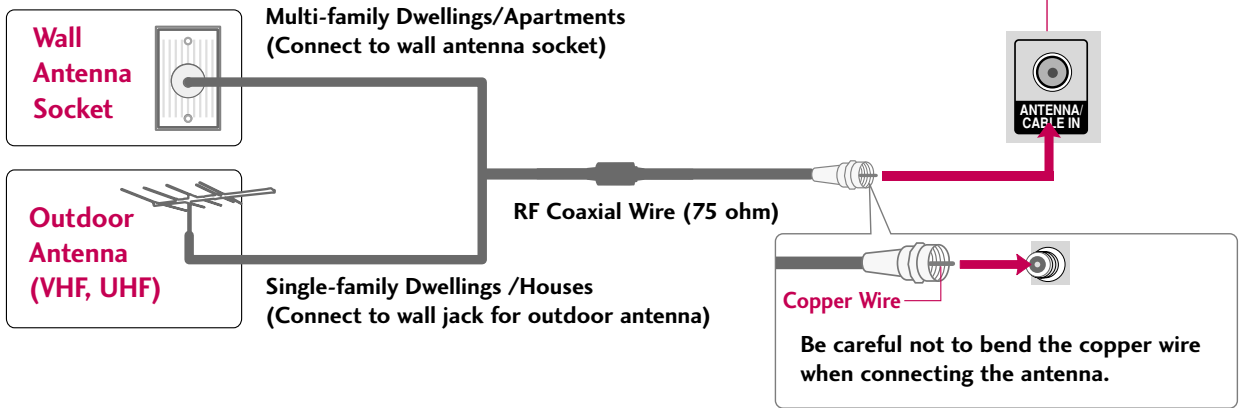 Wall
Antenna
Socket
Multi-family Dwellings/Apartments
(Connect to wall antenna socket)
ANTENNA/
CABLE IN
Outdoor
Antenna
(VHF, UHF)
RF Coaxial Wire (75 ohm)
Single-family Dwellings /Houses
(Connect to wall jack for outdoor antenna)
Copper Wire
Be careful not to bend the copper wire
when connecting the antenna.